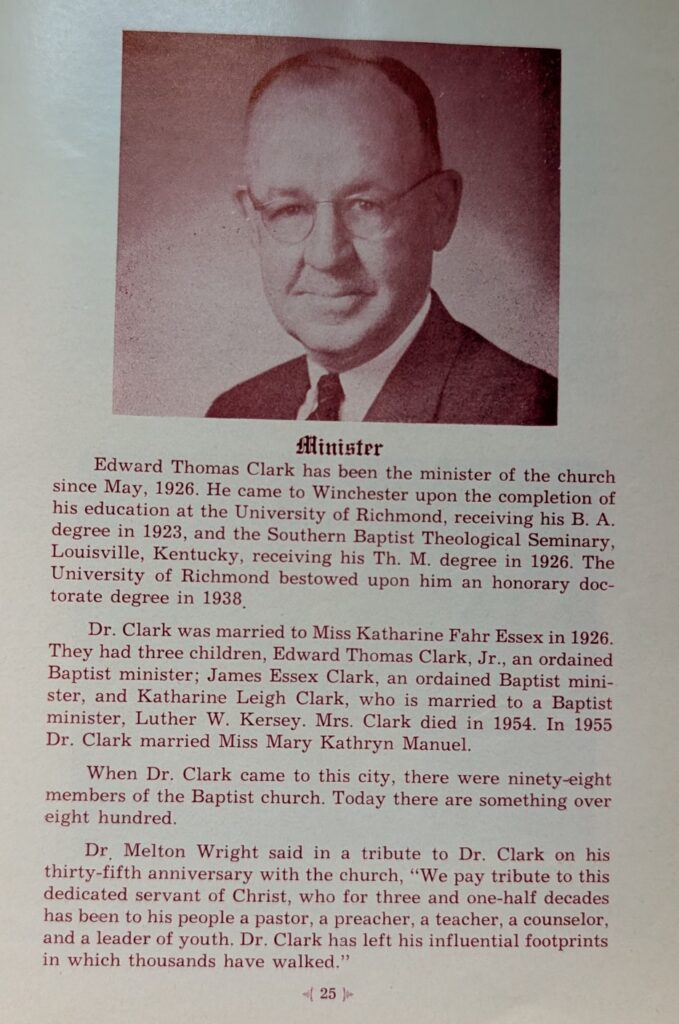 Minister
Edward Thomas Clark has been the minister of the church
since May, 1926. He came to Winchester upon the completion of
his education at the University of Richmond, receiving his B. A.
degree in 1923, and the Southern Baptist Theological Seminary,
Louisville, Kentucky, receiving his Th. M. degree in 1926. The
University of Richmond bestowed upon him an honorary doc-
torate degree in 1938.
Dr. Clark was married to Miss Katharine Fahr Essex in 1926.
They had three children, Edward Thomas Clark, Jr., an ordained
Baptist minister; James Essex Clark, an ordained Baptist mini-
ster, and Katharine Leigh Clark, who is married to a Baptist
minister, Luther W. Kersey. Mrs. Clark died in 1954. In 1955
Dr. Clark married Miss Mary Kathryn Manuel.
When Dr. Clark came to this city, there were ninety-eight
members of the Baptist church. Today there are something over
eight hundred.
Dr. Melton Wright said in a tribute to Dr. Clark on his
thirty-fifth anniversary with the church, "We pay tribute to this
dedicated servant of Christ, who for three and one-half decades
has been to his people a pastor, a preacher, a teacher, a counselor,
and a leader of youth. Dr. Clark has left his influential footprints
in which thousands have walked."
25